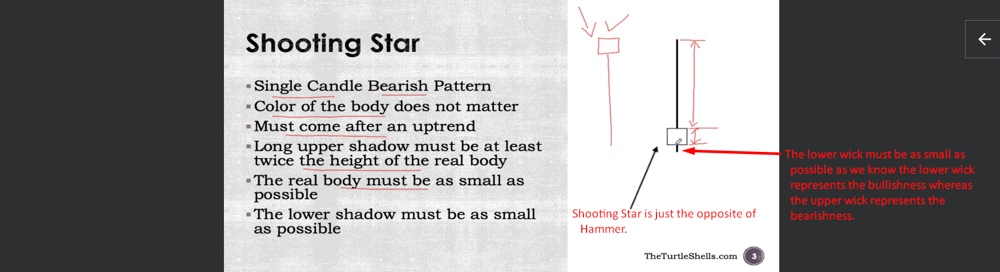 Shooting Star
Single Candle Bearish Pattern
Color of the body does not matter
Must come after an uptrend
Long upper shadow must be at least
twice the height of the real body
The real body must be as small as
possible
The lower shadow must be as small
as possible
The lower wick must be as small as
possible as we know the lower wick
represents the bullishness whereas
the upper wick represents the
bearishness.
Shooting Star is just the opposite of
Hammer.
TheTurtleShells.com 3